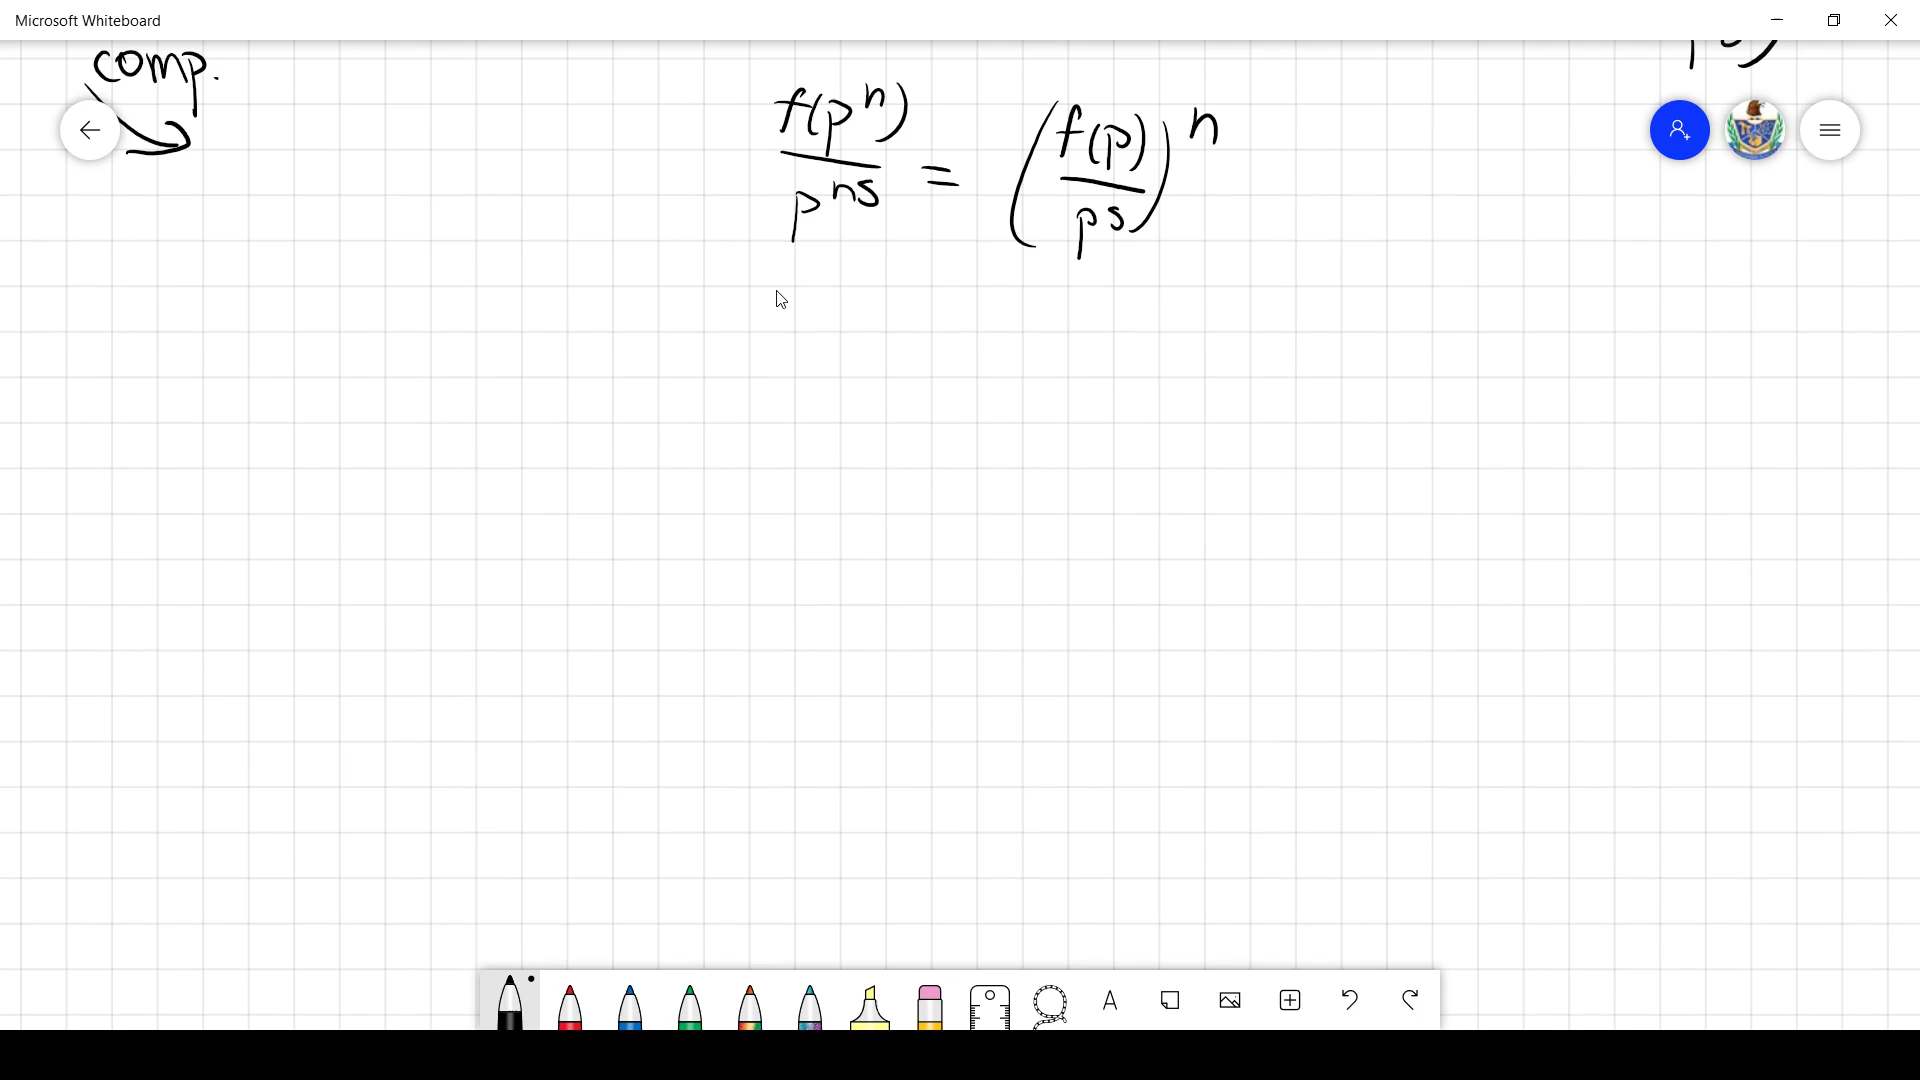 Microsoft Whiteboard
comp.
f(p^n)/p^{ns} = (f(p)/p^s)^n